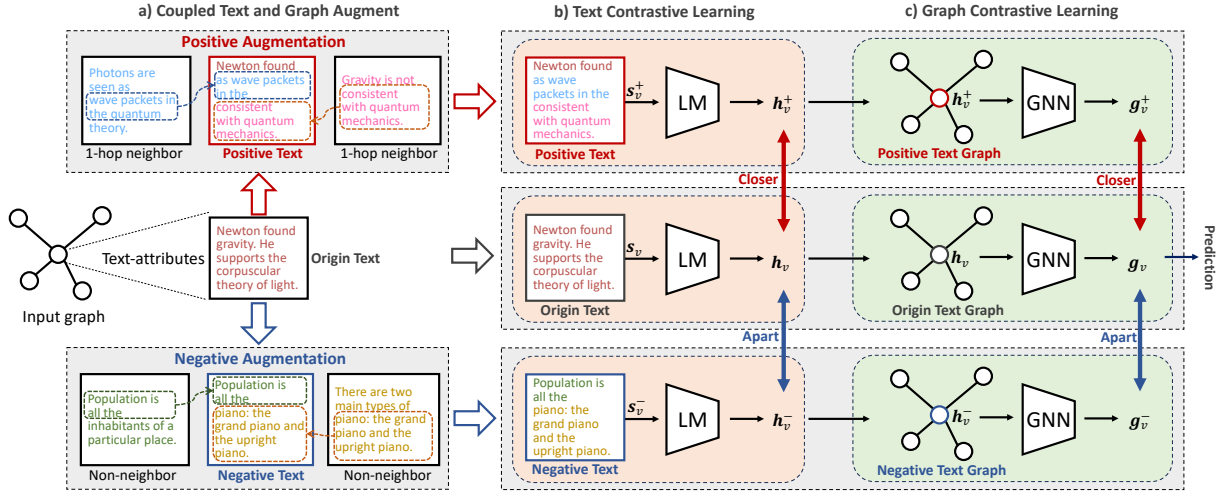 a) Coupled Text and Graph Augment
b) Text Contrastive Learning
c) Graph Contrastive Learning
Positive Augmentation
Photons are
seen as
wave packets in
the quantum
theory.
1-hop neighbor
Newton found
as wave packets
in the
consistent
with quantum
mechanics.
Positive Text
Gravity is not
consistent
with quantum
mechanics.
1-hop neighbor
Newton found
as wave
packets in the
consistent
with quantum
mechanics.
Positive Text
s_v^+
LM
h_v^+
h_v^+
GNN
g_v^+
Positive Text Graph
Closer
Closer
Input graph
Text-attributes
Newton found
gravity. He
supports the
corpuscular
theory of light.
Origin Text
Newton found
gravity. He
supports the
corpuscular
theory of light.
Origin Text
s_v
LM
h_v
h_v
GNN
g_v
Origin Text Graph
Prediction
Apart
Apart
Negative Augmentation
Population is
all the
inhabitants of a
particular place.
Non-neighbor
Population is
all the
piano: the
grand piano and
the upright
piano.
Negative Text
There are two
main types of
piano: the grand
piano and the
upright piano.
Non-neighbor
Population is
all the piano: the
grand piano
and the
upright piano.
Negative Text
s_v^-
LM
h_v^-
h_v^-
GNN
g_v^-
Negative Text Graph